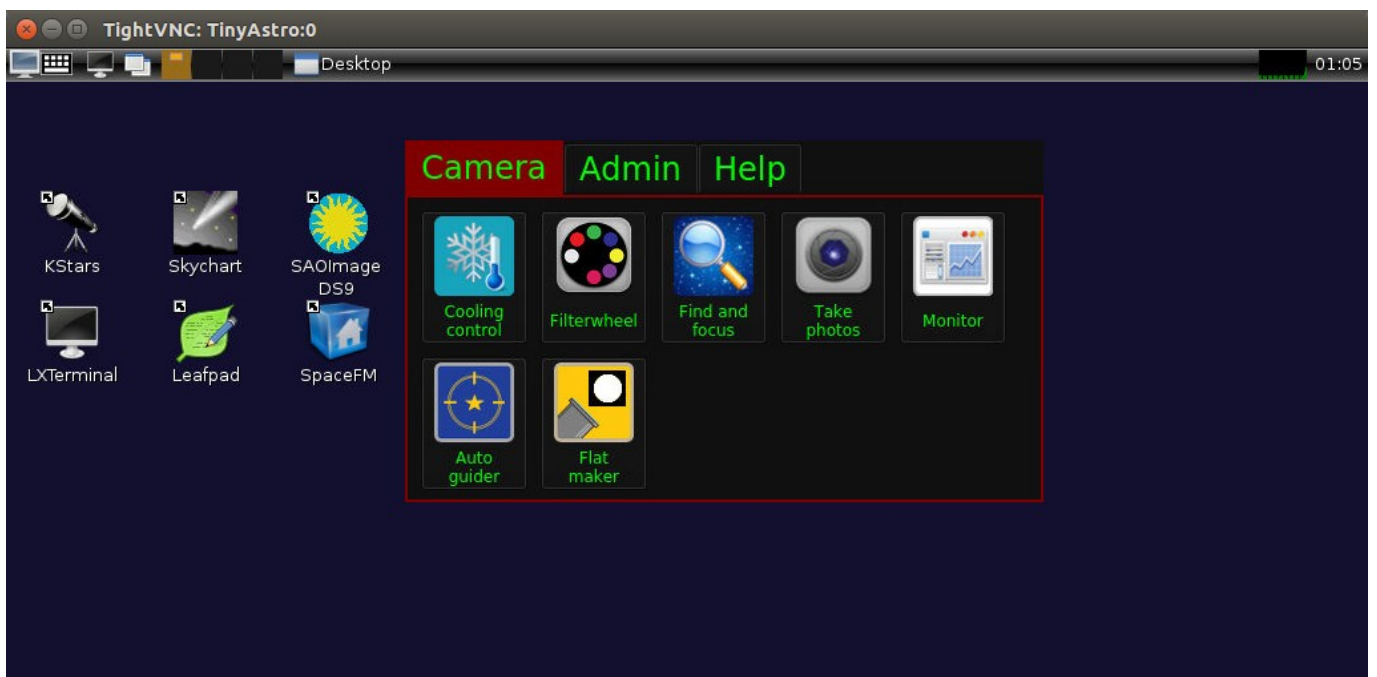 TightVNC: TinyAstro:0
Desktop
01:05
Camera Admin Help
KStars Skychart SAOImage
DS9
LXTerminal Leafpad SpaceFM
Cooling
control
Filterwheel
Find and
focus
Take
photos
Monitor
Auto
guider
Flat
maker